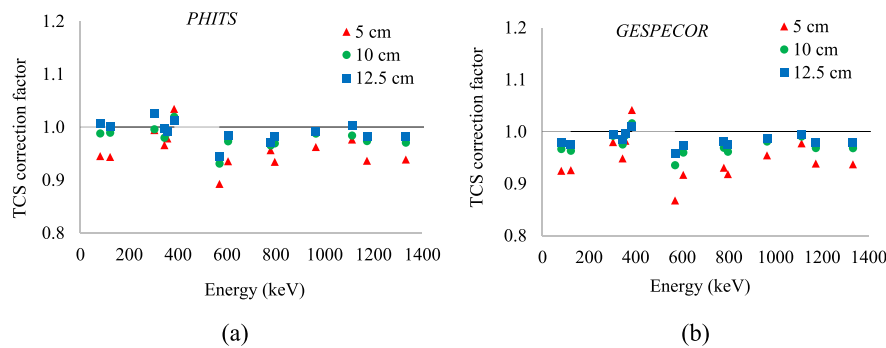 PHITS
5 cm
10 cm
12.5 cm
TCS correction factor
1.2
1.1
1.0
0.9
0.8
0 200 400 600 800 1000 1200 1400
Energy (keV)
(a)
GESPECOR
5 cm
10 cm
12.5 cm
TCS correction factor
1.2
1.1
1.0
0.9
0.8
0 200 400 600 800 1000 1200 1400
Energy (keV)
(b)